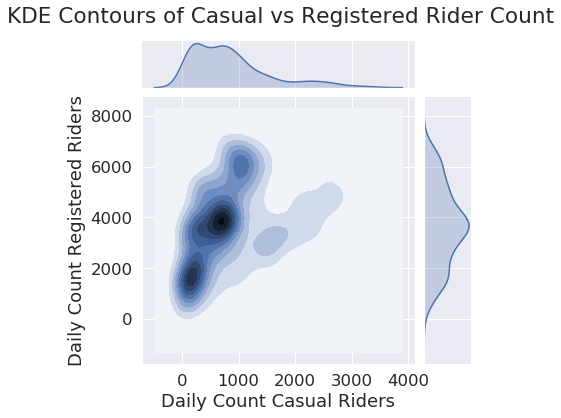 KDE Contours of Casual vs Registered Rider Count
8000
6000
4000
2000
0
Daily Count Registered Riders
0 1000 2000 3000 4000
Daily Count Casual Riders